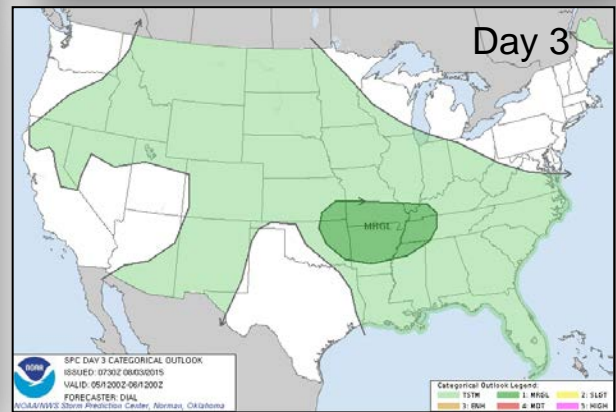 Day 3
MRGL
NOAA
SPC DAY 3 CATEGORICAL OUTLOOK
ISSUED: 0730Z 08/03/2015
VALID: 05/1200Z-06/1200Z
FORECASTER: DIAL
NOAA/NWS Storm Prediction Center, Norman, Oklahoma
Categorical Outlook Legend:
TSTM 1: MRGL 2: SLGT
3: ENH 4: MDT 5: HIGH